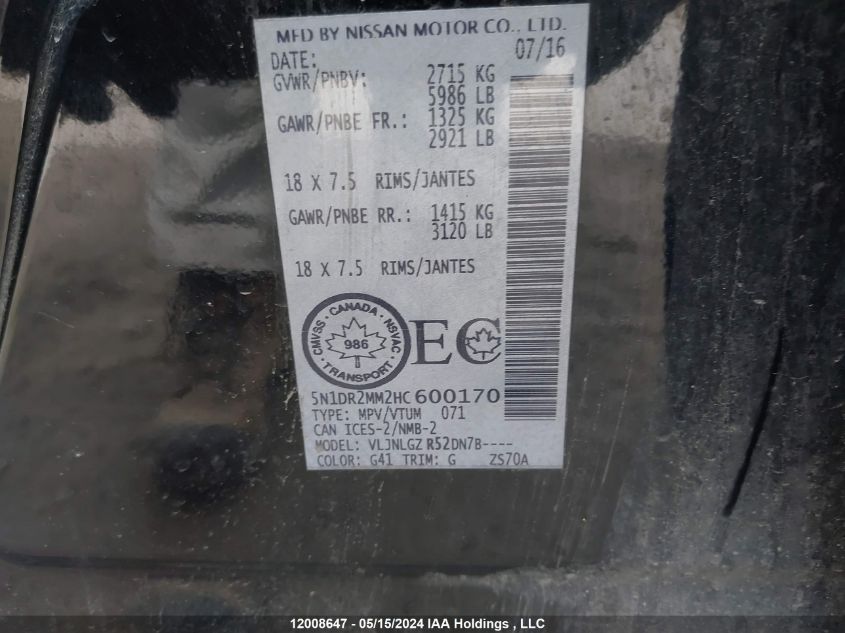 MFD BY NISSAN MOTOR CO., LTD.
DATE: 07/16
GVWR/PNBV: 2715 KG
5986 LB
GAWR/PNBE FR.: 1325 KG
2921 LB
18 X 7.5 RIMS/JANTES
GAWR/PNBE RR.: 1415 KG
3120 LB
18 X 7.5 RIMS/JANTES
CMVSS · CANADA · NSVAC
986
· TRANSPORT ·
EC
5N1DR2MM2HC600170
TYPE: MPV/VTUM 071
CAN ICES-2/NMB-2
MODEL: VLJNLGZ R52DN7B----
COLOR: G41 TRIM: G ZS70A
12008647 - 05/15/2024 IAA Holdings , LLC